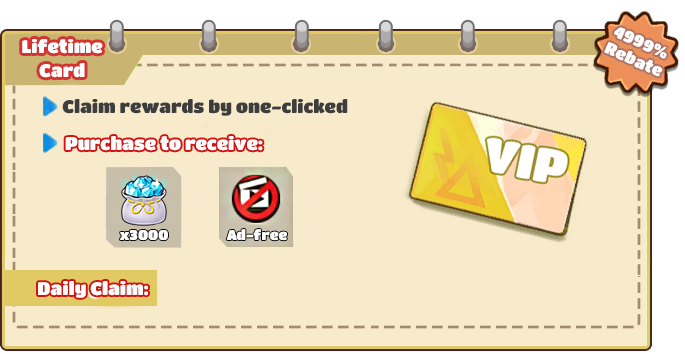 Lifetime
Card
4999%
Rebate
Claim rewards by one-clicked
Purchase to receive:
VIP
x3000
Ad-free
Daily Claim: